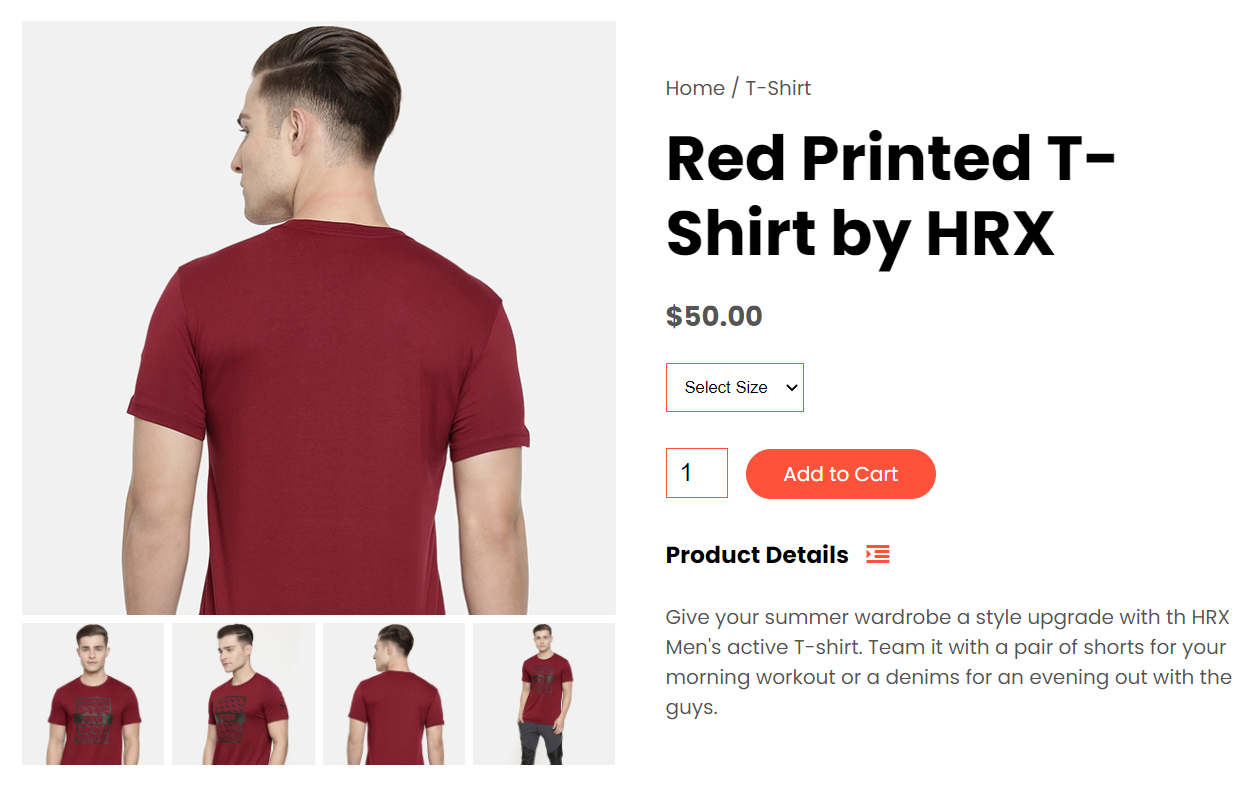 Home / T-Shirt
Red Printed T-
Shirt by HRX
$50.00
Select Size
1
Add to Cart
Product Details
Give your summer wardrobe a style upgrade with th HRX
Men's active T-shirt. Team it with a pair of shorts for your
morning workout or a denims for an evening out with the
guys.